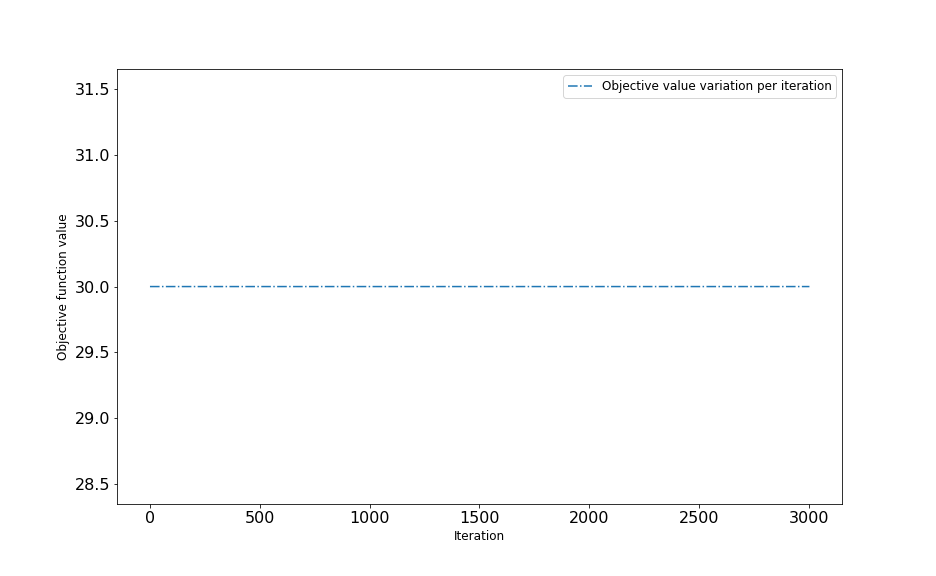 Objective value variation per iteration
31.5
31.0
30.5
30.0
29.5
29.0
28.5
Objective function value
0 500 1000 1500 2000 2500 3000
Iteration